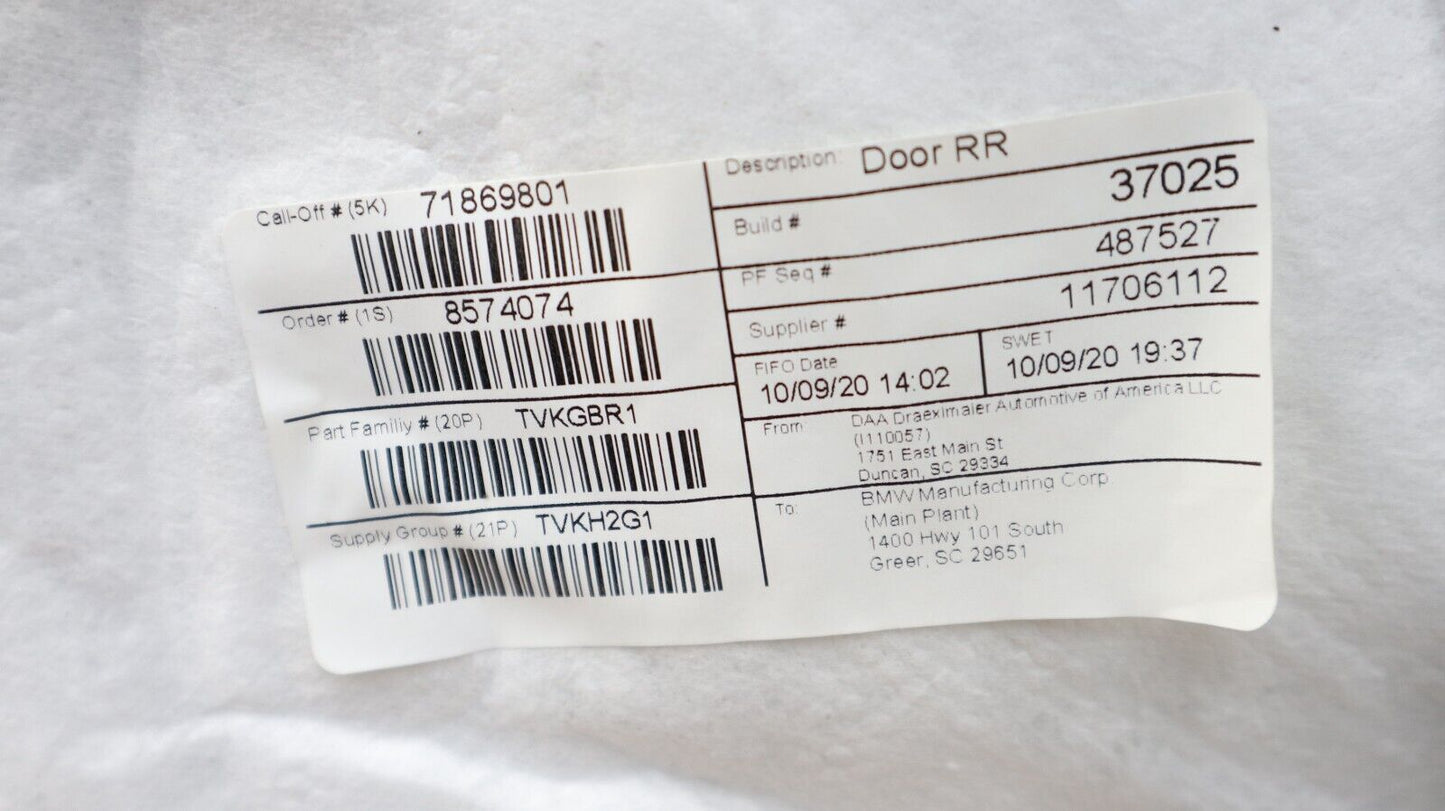 Call-Off # (5K) 71869801
Order # (1S) 8574074
Part Familiy # (20P) TVKGBR1
Supply Group # (21P) TVKH2G1
Description: Door RR
Build # 37025
PF Seq # 487527
Supplier # 11706112
FIFO Date
10/09/20 14:02
SWET
10/09/20 19:37
From DAA Draeximaier Automotive of America LLC
(I110057)
1751 East Main St
Duncan, SC 29334
To: BMW Manufacturing Corp.
(Main Plant)
1400 Hwy 101 South
Greer, SC 29651